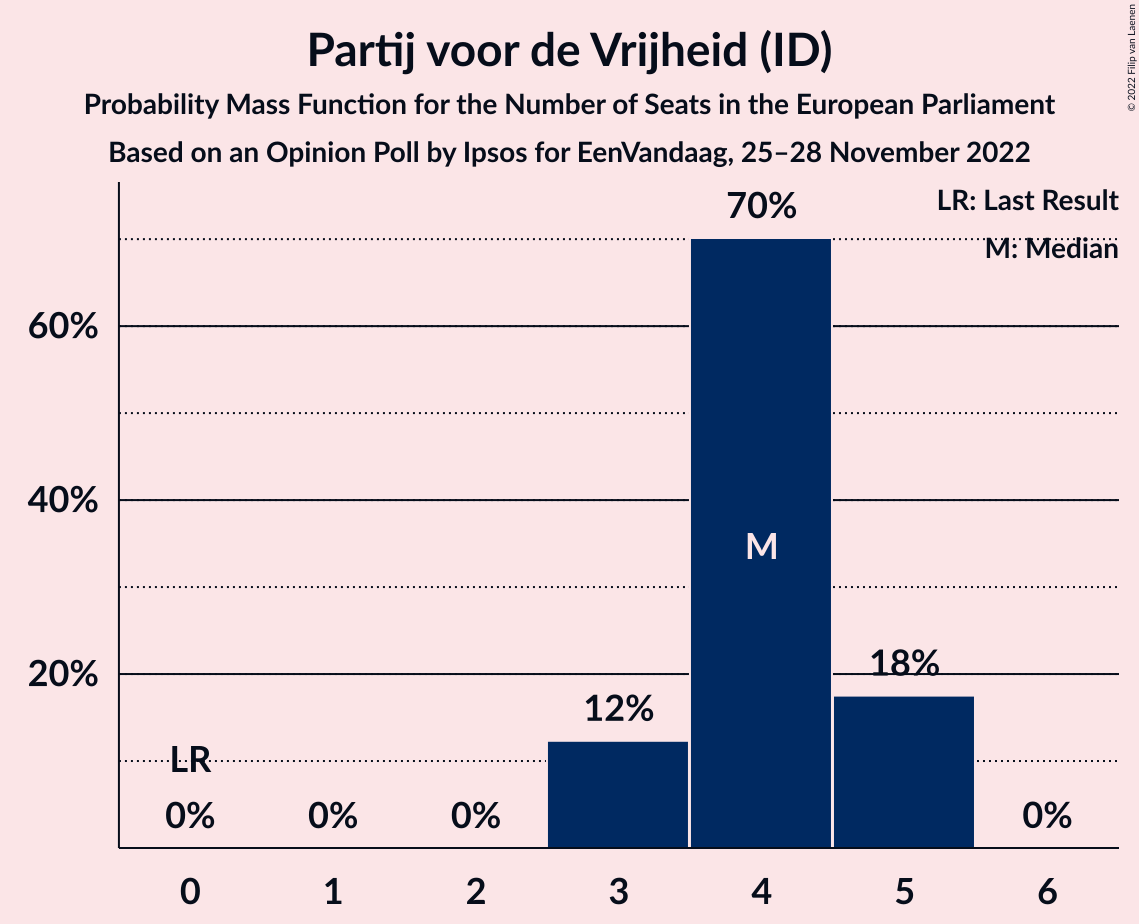 Partij voor de Vrijheid (ID)
Probability Mass Function for the Number of Seats in the European Parliament
Based on an Opinion Poll by Ipsos for EenVandaag, 25–28 November 2022
© 2022 Filip van Laenen
LR: Last Result
M: Median
70%
60%
40%
M
20%
18%
12%
LR
0%
0%
0%
0%
0
1
2
3
4
5
6